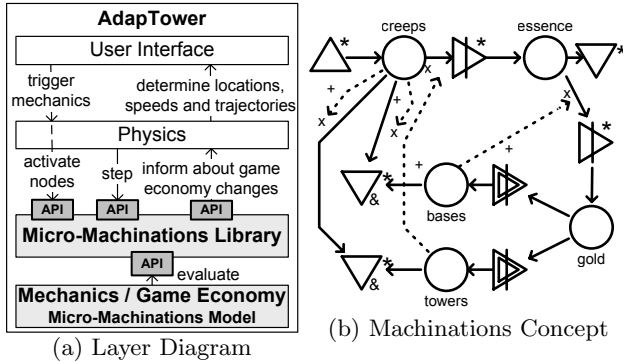 AdapTower
User Interface
trigger
mechanics
determine locations,
speeds and trajectories
Physics
activate
nodes
step
inform about game
economy changes
API
API
API
Micro-Machinations Library
API
evaluate
Mechanics / Game Economy
Micro-Machinations Model
(a) Layer Diagram
creeps
essence
*
*
*
+
x
+
x
x
x
*
*
&
+
+
bases
gold
*
&
towers
(b) Machinations Concept